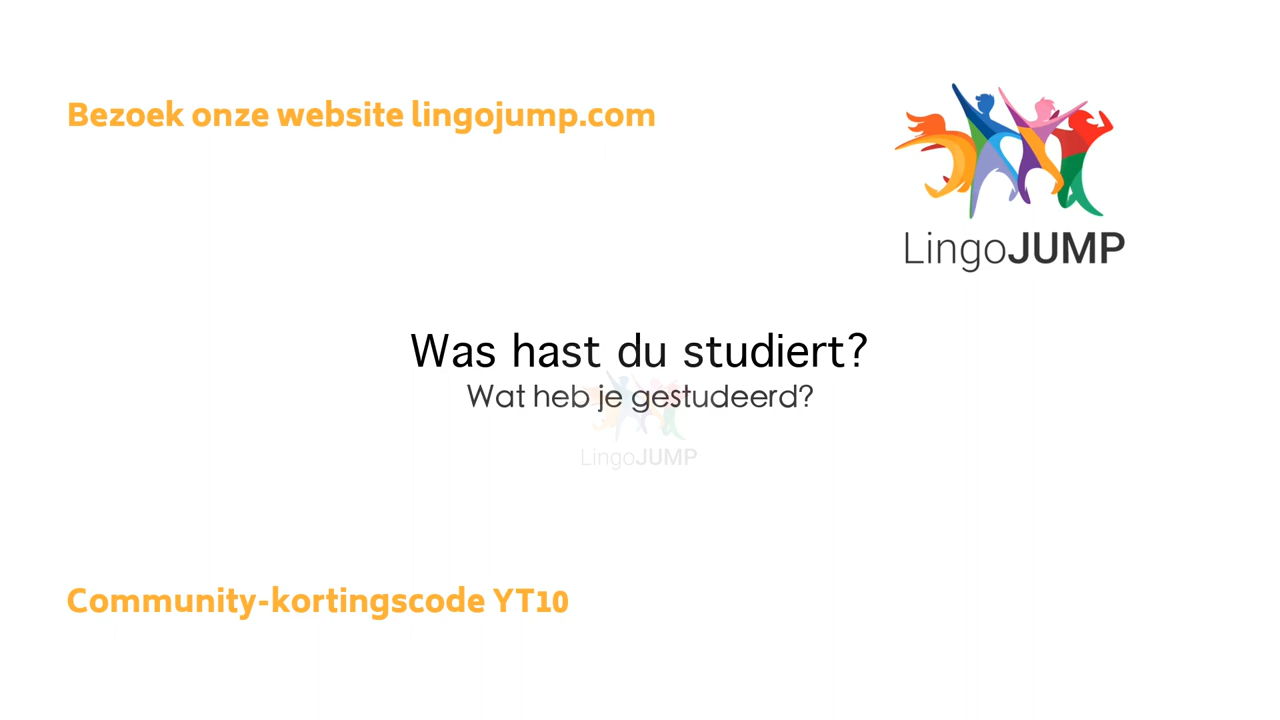 Bezoek onze website lingojump.com
LingoJUMP
Was hast du studiert?
Wat heb je gestudeerd?
LingoJUMP
Community-kortingscode YT10